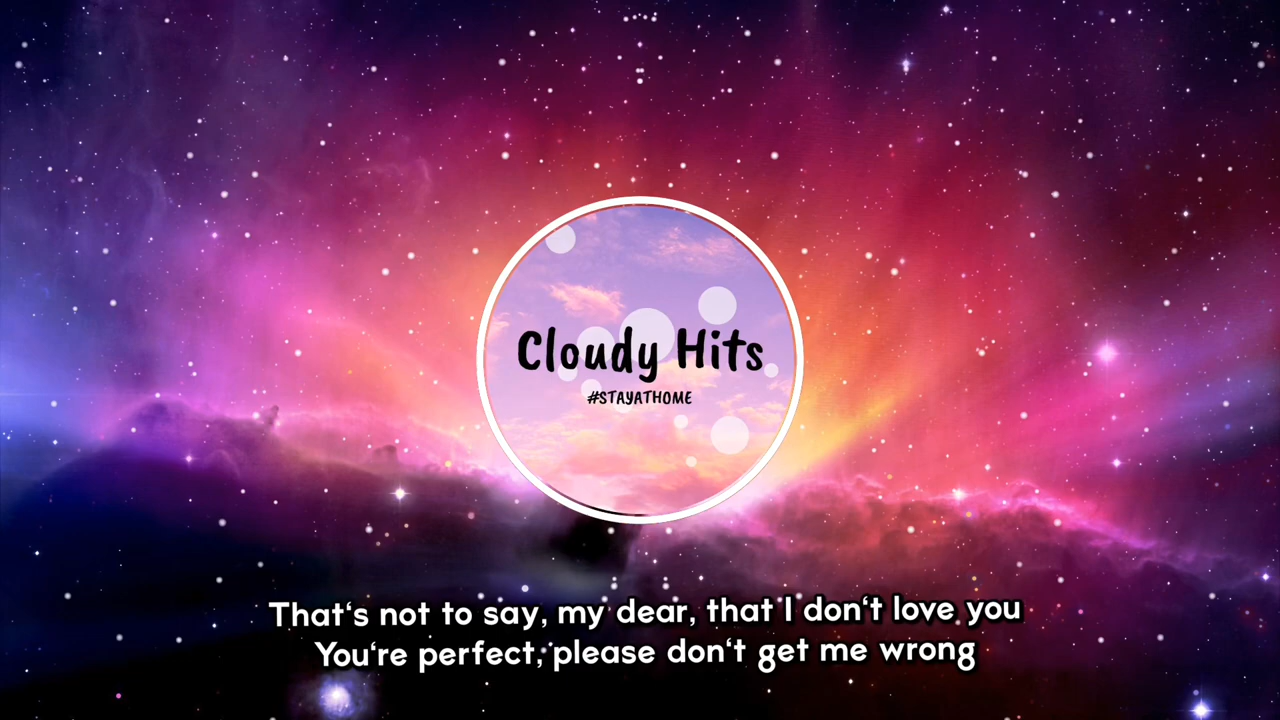 Cloudy Hits
#STAYATHOME
That‘s not to say, my dear, that I don‘t love you
You‘re perfect, please don‘t get me wrong